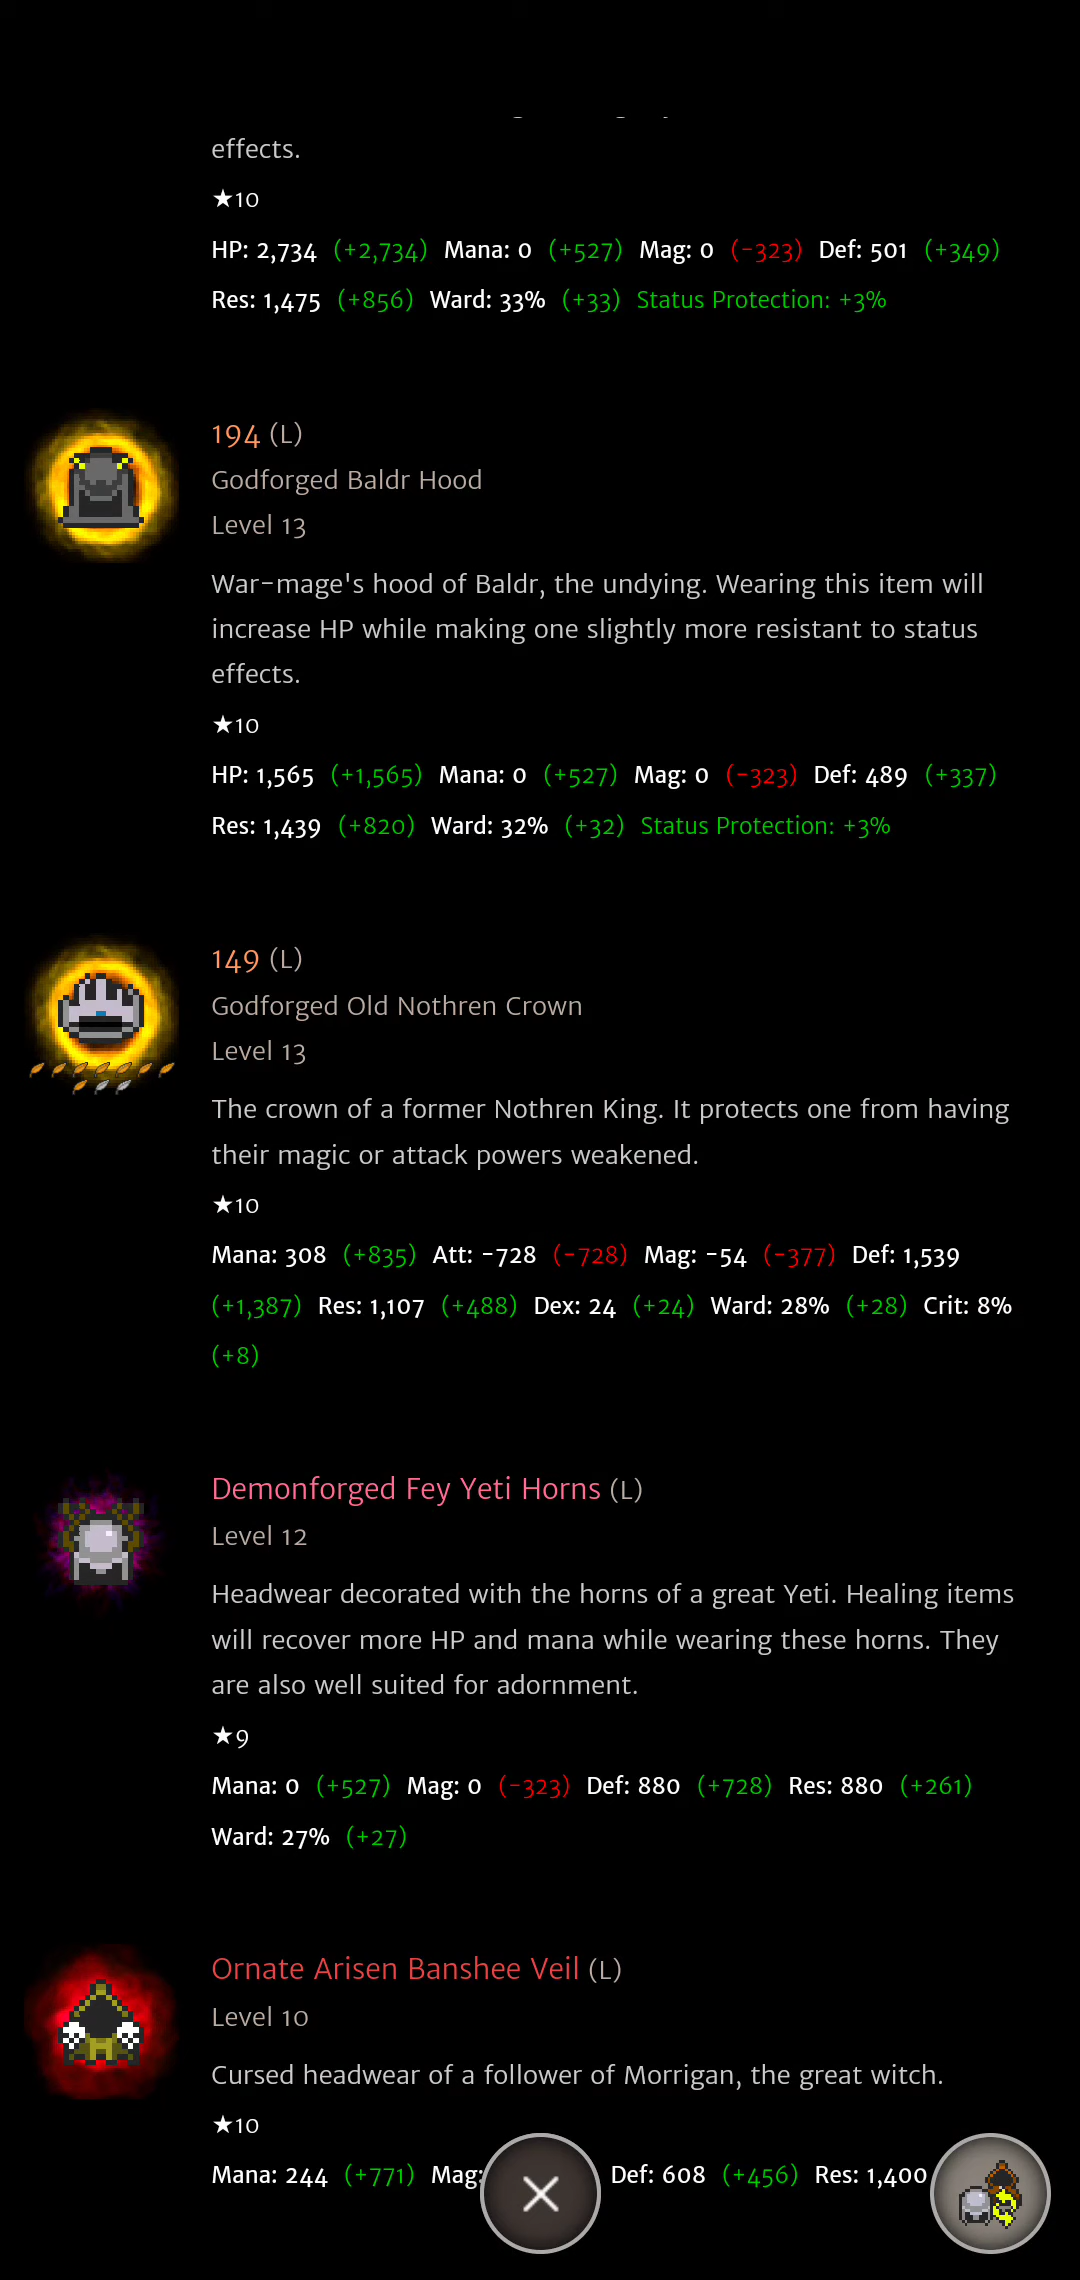 effects.
★10
HP: 2,734 (+2,734) Mana: 0 (+527) Mag: 0 (-323) Def: 501 (+349)
Res: 1,475 (+856) Ward: 33% (+33) Status Protection: +3%
194 (L)
Godforged Baldr Hood
Level 13
War-mage's hood of Baldr, the undying. Wearing this item will
increase HP while making one slightly more resistant to status
effects.
★10
HP: 1,565 (+1,565) Mana: 0 (+527) Mag: 0 (-323) Def: 489 (+337)
Res: 1,439 (+820) Ward: 32% (+32) Status Protection: +3%
149 (L)
Godforged Old Nothren Crown
Level 13
The crown of a former Nothren King. It protects one from having
their magic or attack powers weakened.
★10
Mana: 308 (+835) Att: -728 (-728) Mag: -54 (-377) Def: 1,539
(+1,387) Res: 1,107 (+488) Dex: 24 (+24) Ward: 28% (+28) Crit: 8%
(+8)
Demonforged Fey Yeti Horns (L)
Level 12
Headwear decorated with the horns of a great Yeti. Healing items
will recover more HP and mana while wearing these horns. They
are also well suited for adornment.
★9
Mana: 0 (+527) Mag: 0 (-323) Def: 880 (+728) Res: 880 (+261)
Ward: 27% (+27)
Ornate Arisen Banshee Veil (L)
Level 10
Cursed headwear of a follower of Morrigan, the great witch.
★10
Mana: 244 (+771) Mag: Def: 608 (+456) Res: 1,400